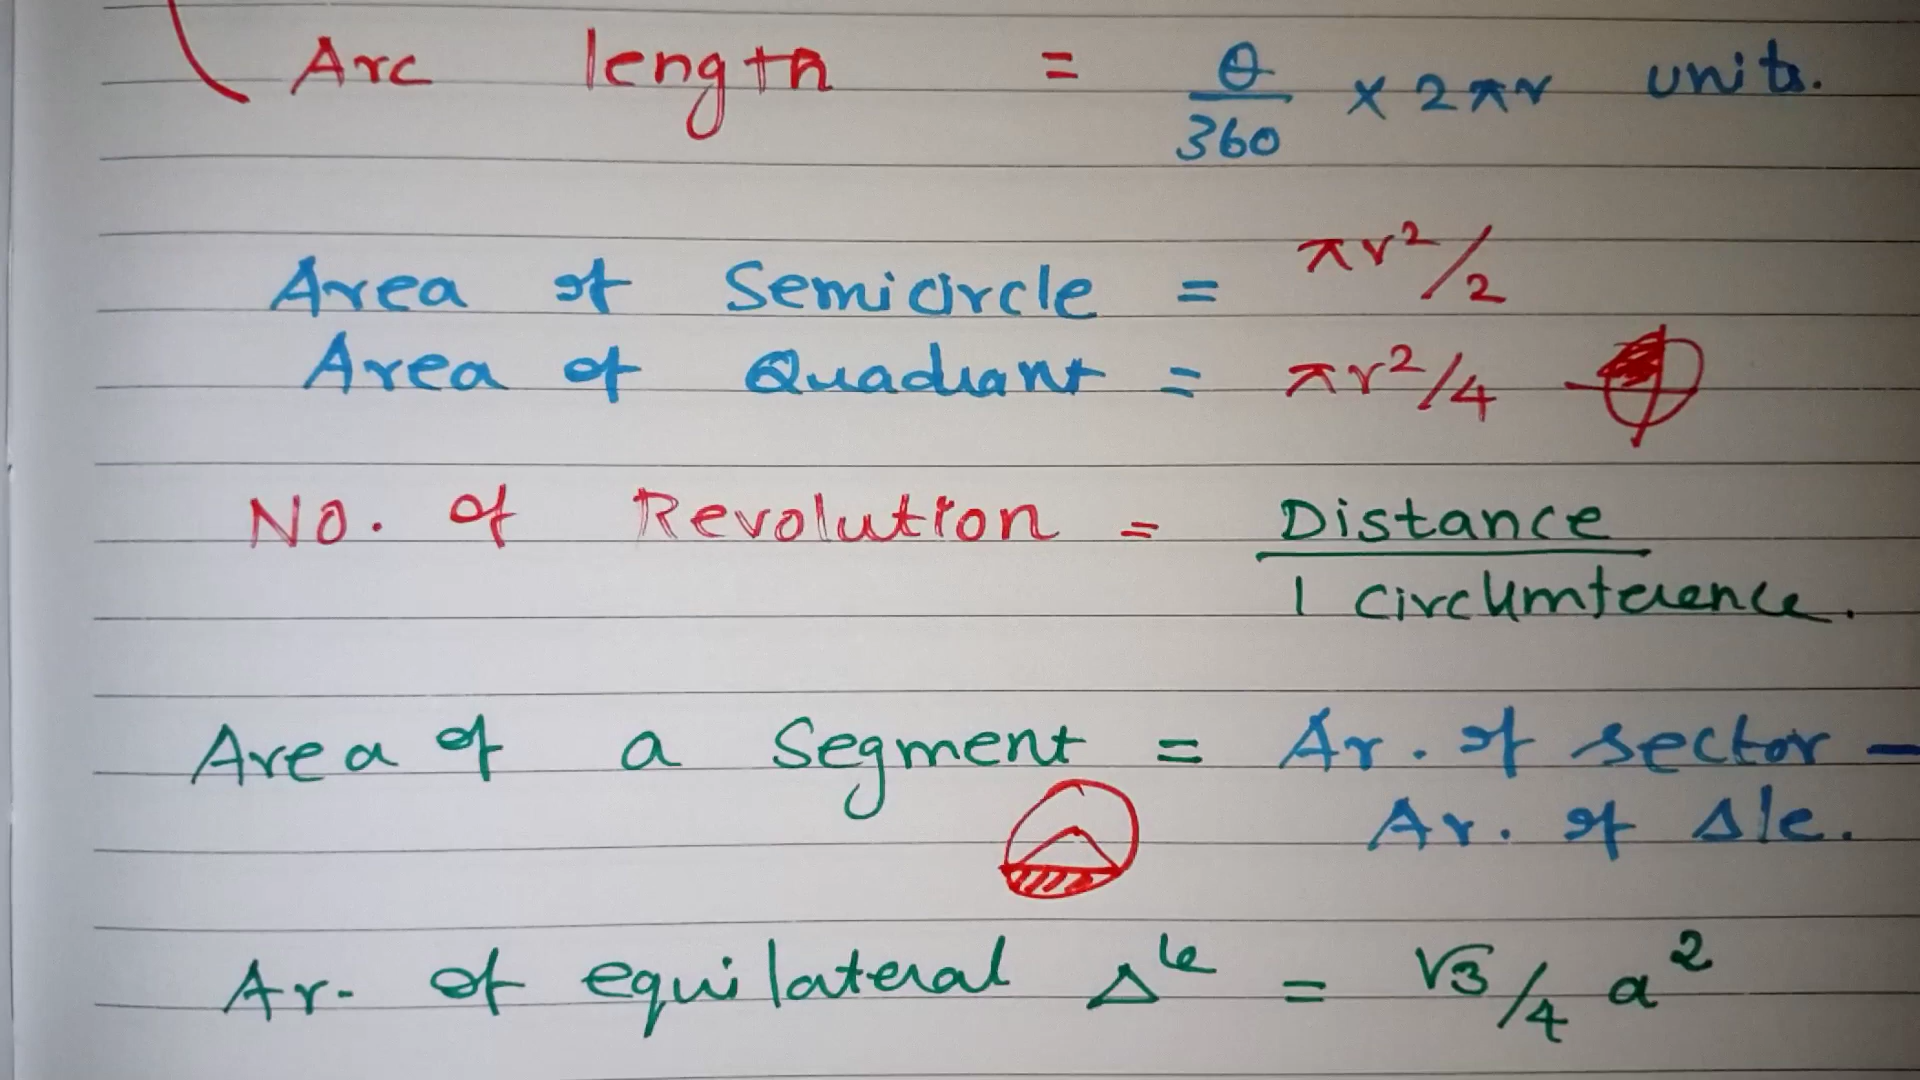 Arc length = θ/360 × 2πr units.
Area of Semicircle = πr²/2
Area of Quadrant = πr²/4
No. of Revolution = Distance / 1 circumference.
Area of a Segment = Ar. of sector –
Ar. of Δle.
Ar. of equilateral Δle = √3/4 a²